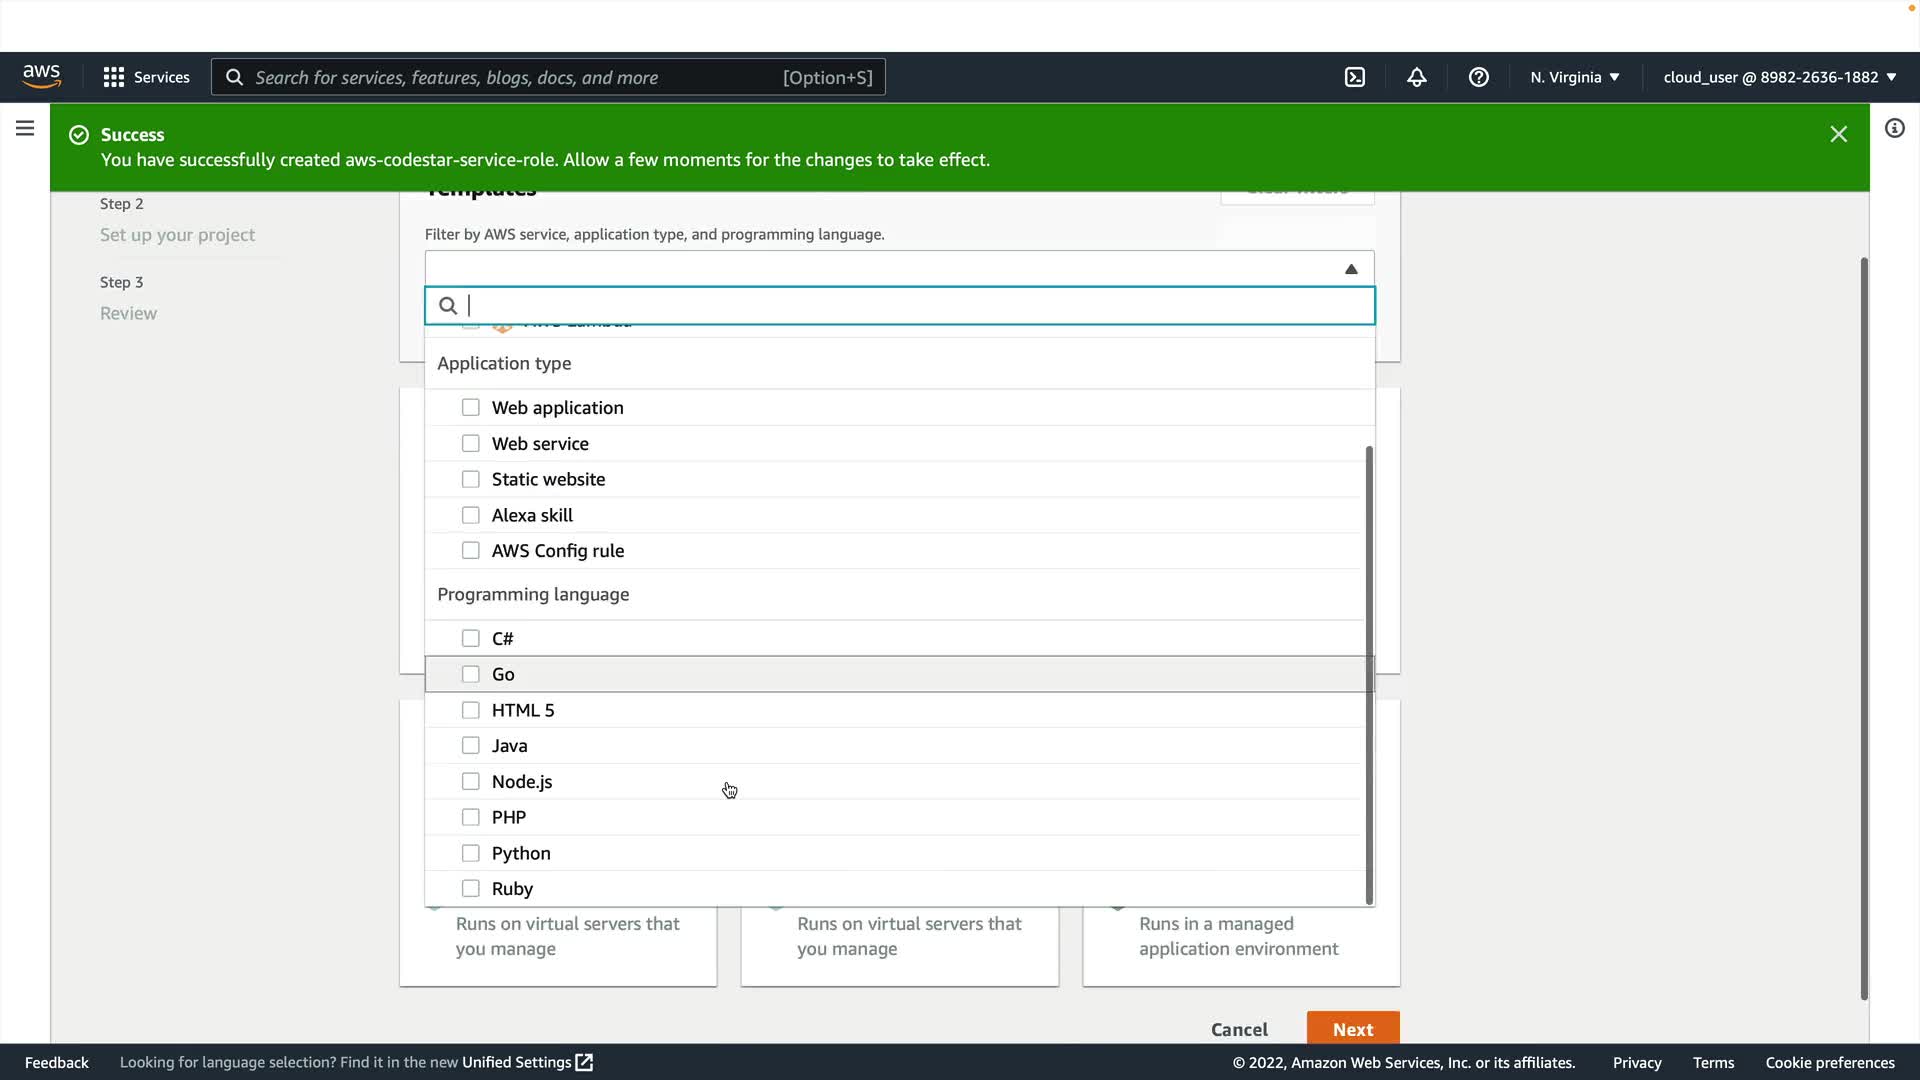 aws
Services
Search for services, features, blogs, docs, and more
[Option+S]
N. Virginia
cloud_user @ 8982-2636-1882
Success
You have successfully created aws-codestar-service-role. Allow a few moments for the changes to take effect.
Templates
Step 2
Set up your project
Step 3
Review
Filter by AWS service, application type, and programming language.
AWS Lambda
Application type
Web application
Web service
Static website
Alexa skill
AWS Config rule
Programming language
C#
Go
HTML 5
Java
Node.js
PHP
Python
Ruby
Runs on virtual servers that
you manage
Runs on virtual servers that
you manage
Runs in a managed
application environment
Cancel
Next
Feedback
Looking for language selection? Find it in the new Unified Settings
© 2022, Amazon Web Services, Inc. or its affiliates.
Privacy
Terms
Cookie preferences